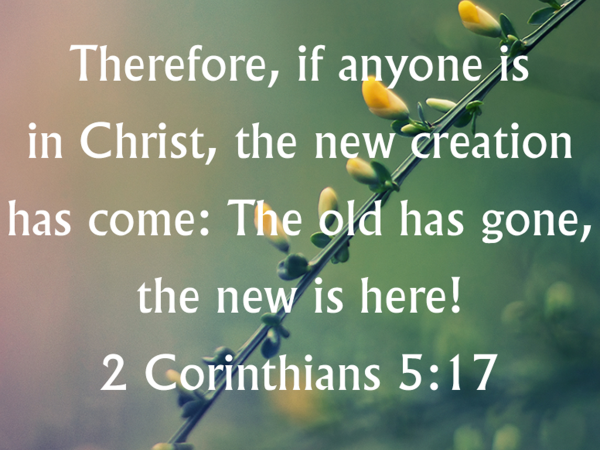 Therefore, if anyone is
in Christ, the new creation
has come: The old has gone,
the new is here!
2 Corinthians 5:17